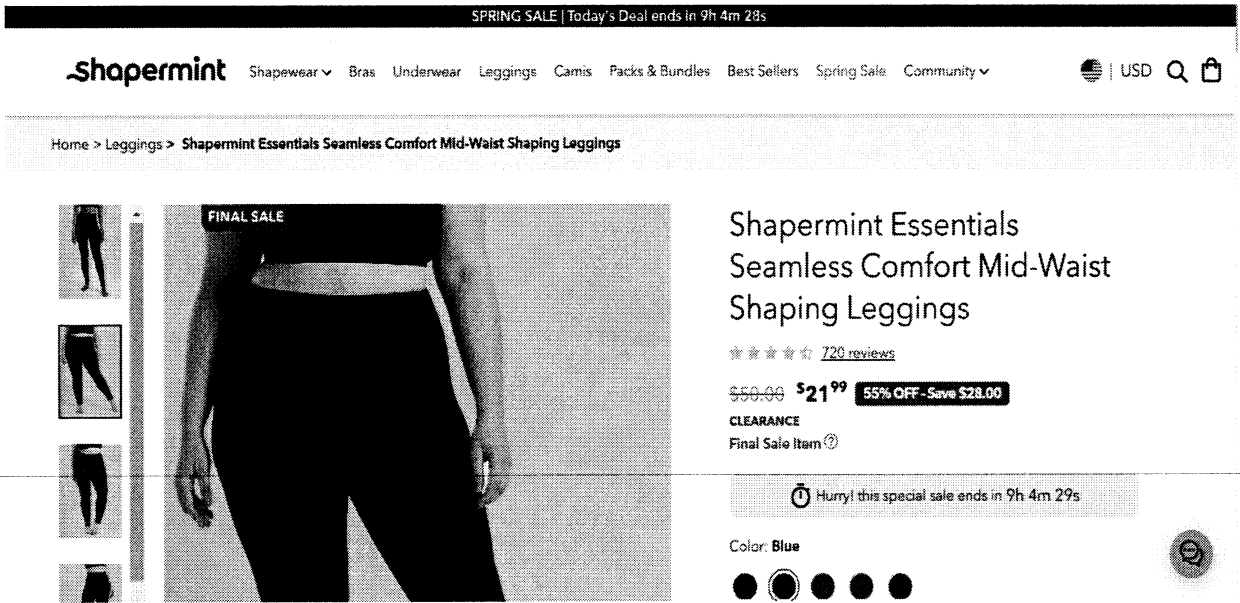 SPRING SALE | Today's Deal ends in 9h 4m 28s
shapermint Shapewear Bras Underwear Leggings Camis Packs & Bundles Best Sellers Spring Sale Community | USD
Home > Leggings > Shapermint Essentials Seamless Comfort Mid-Waist Shaping Leggings
FINAL SALE
Shapermint Essentials
Seamless Comfort Mid-Waist
Shaping Leggings
720 reviews
$50.00 $21.99 55% OFF - Save $28.00
CLEARANCE
Final Sale Item ?
Hurry! this special sale ends in 9h 4m 29s
Color: Blue